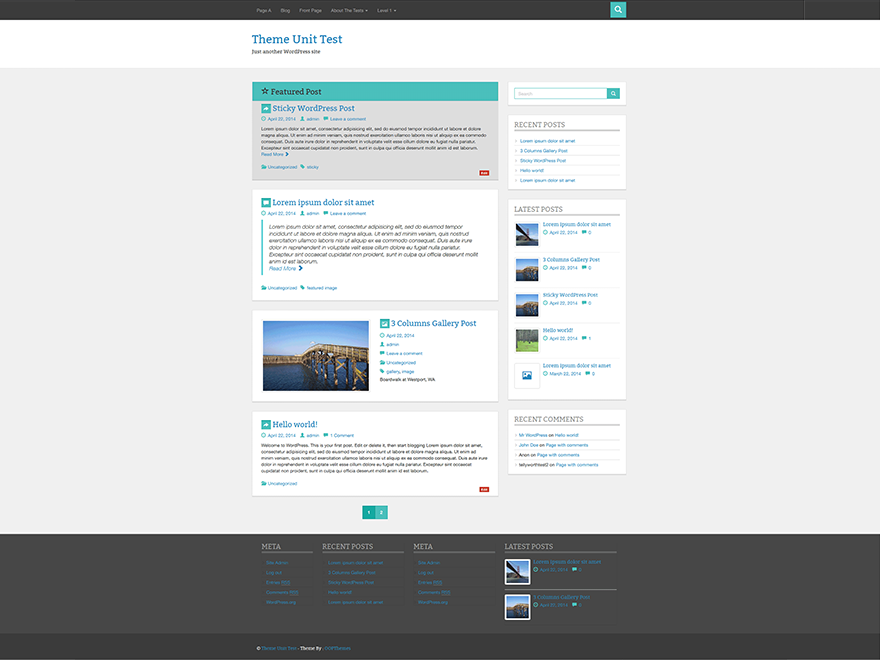 Page A Blog Front Page About The Tests Level 1
Theme Unit Test
Just another WordPress site
Featured Post
Sticky WordPress Post
April 22, 2014 admin Leave a comment
Lorem ipsum dolor sit amet, consectetur adipisicing elit, sed do eiusmod tempor incididunt ut labore et dolore
magna aliqua. Ut enim ad minim veniam, quis nostrud exercitation ullamco laboris nisi ut aliquip ex ea commodo
consequat. Duis aute irure dolor in reprehenderit in voluptate velit esse cillum dolore eu fugiat nulla pariatur.
Excepteur sint occaecat cupidatat non proident, sunt in culpa qui officia deserunt mollit anim id est laborum.
Read More
Uncategorized sticky
Edit
Lorem ipsum dolor sit amet
April 22, 2014 admin Leave a comment
Lorem ipsum dolor sit amet, consectetur adipisicing elit, sed do eiusmod tempor
incididunt ut labore et dolore magna aliqua. Ut enim ad minim veniam, quis nostrud
exercitation ullamco laboris nisi ut aliquip ex ea commodo consequat. Duis aute irure
dolor in reprehenderit in voluptate velit esse cillum dolore eu fugiat nulla pariatur.
Excepteur sint occaecat cupidatat non proident, sunt in culpa qui officia deserunt mollit
anim id est laborum.
Read More
Uncategorized featured image
3 Columns Gallery Post
April 22, 2014
admin
Leave a comment
Uncategorized
gallery, image
Boardwalk at Westport, WA
Hello world!
April 22, 2014 admin 1 Comment
Welcome to WordPress. This is your first post. Edit or delete it, then start blogging Lorem ipsum dolor sit amet,
consectetur adipisicing elit, sed do eiusmod tempor incididunt ut labore et dolore magna aliqua. Ut enim ad minim
veniam, quis nostrud exercitation ullamco laboris nisi ut aliquip ex ea commodo consequat. Duis aute irure dolor in
reprehenderit in voluptate velit esse cillum dolore eu fugiat nulla pariatur. Excepteur sint occaecat cupidatat non
proident, sunt in culpa qui officia deserunt mollit anim id est laborum.
Uncategorized
Edit
1 2
Search
RECENT POSTS
Lorem ipsum dolor sit amet
3 Columns Gallery Post
Sticky WordPress Post
Hello world!
Lorem ipsum dolor sit amet
LATEST POSTS
Lorem ipsum dolor sit amet
April 22, 2014 0
3 Columns Gallery Post
April 22, 2014 0
Sticky WordPress Post
April 22, 2014 0
Hello world!
April 22, 2014 1
Lorem ipsum dolor sit amet
March 22, 2014 0
RECENT COMMENTS
Mr WordPress on Hello world!
John Doe on Page with comments
Anon on Page with comments
tellyworthtest2 on Page with comments
META
Site Admin
Log out
Entries RSS
Comments RSS
WordPress.org
RECENT POSTS
Lorem ipsum dolor sit amet
3 Columns Gallery Post
Sticky WordPress Post
Hello world!
Lorem ipsum dolor sit amet
META
Site Admin
Log out
Entries RSS
Comments RSS
WordPress.org
LATEST POSTS
Lorem ipsum dolor sit amet
April 22, 2014 0
3 Columns Gallery Post
April 22, 2014 0
© Theme Unit Test - Theme By : OOPThemes